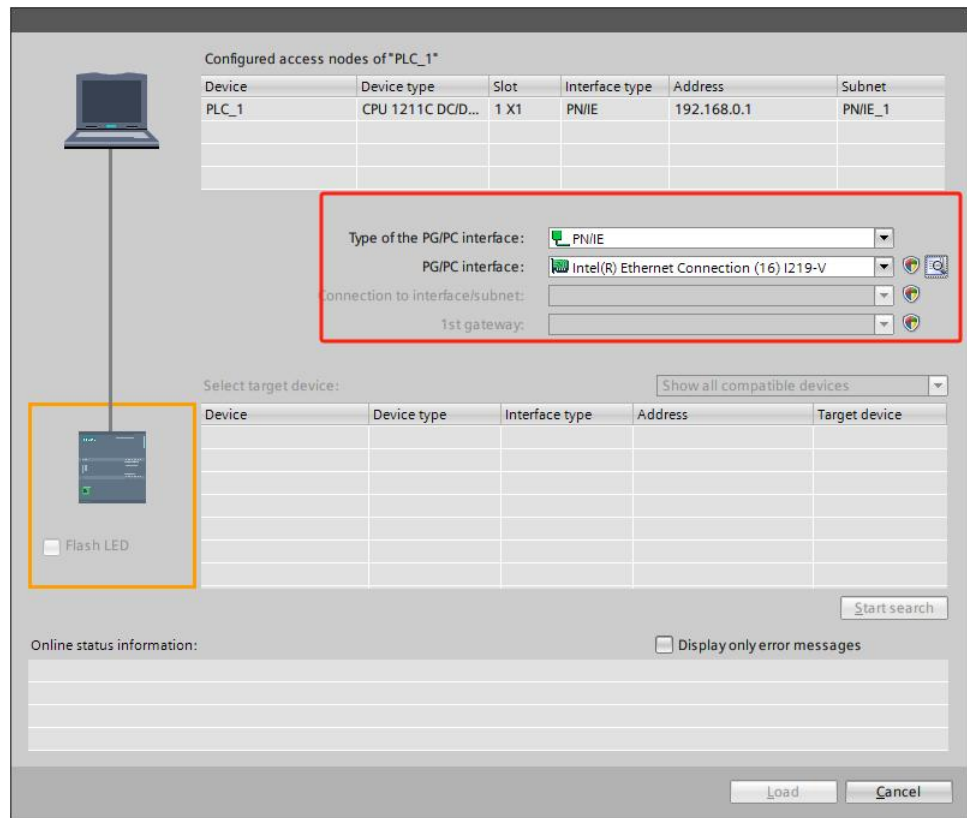 Configured access nodes of "PLC_1"
Device Device type Slot Interface type Address Subnet
PLC_1 CPU 1211C DC/D... 1 X1 PN/IE 192.168.0.1 PN/IE_1
Type of the PG/PC interface: PN/IE
PG/PC interface: Intel(R) Ethernet Connection (16) I219-V
Connection to interface/subnet:
1st gateway:
Select target device: Show all compatible devices
Device Device type Interface type Address Target device
Flash LED
Start search
Online status information: Display only error messages
Load Cancel